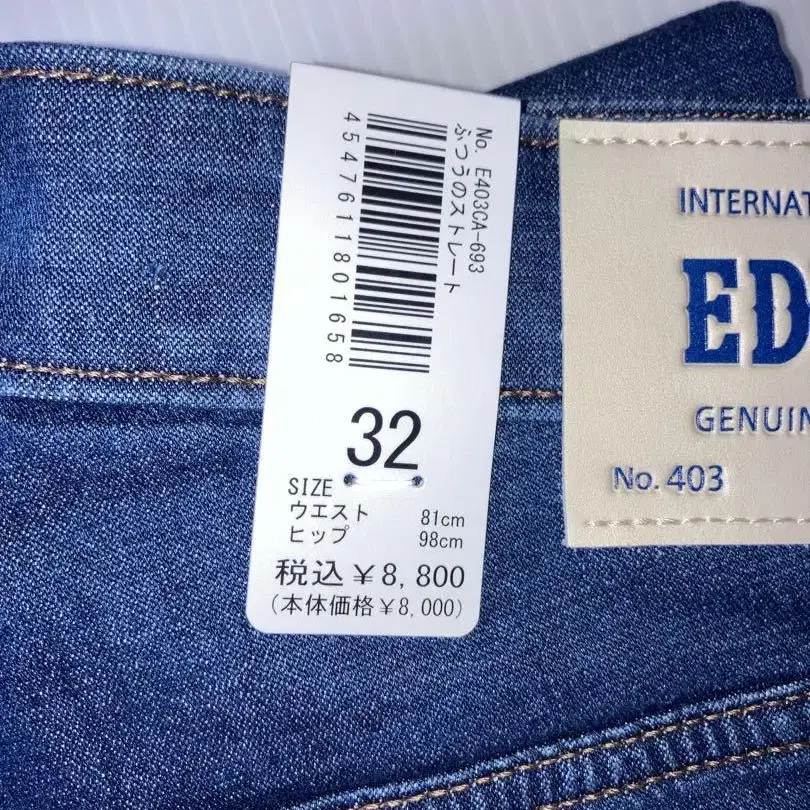 No. E403CA-693
ふつうのストレート
4547611801658
32
SIZE
ウエスト 81cm
ヒップ 98cm
税込￥8,800
(本体価格￥8,000)
INTERNAT
ED
GENUIN
No. 403